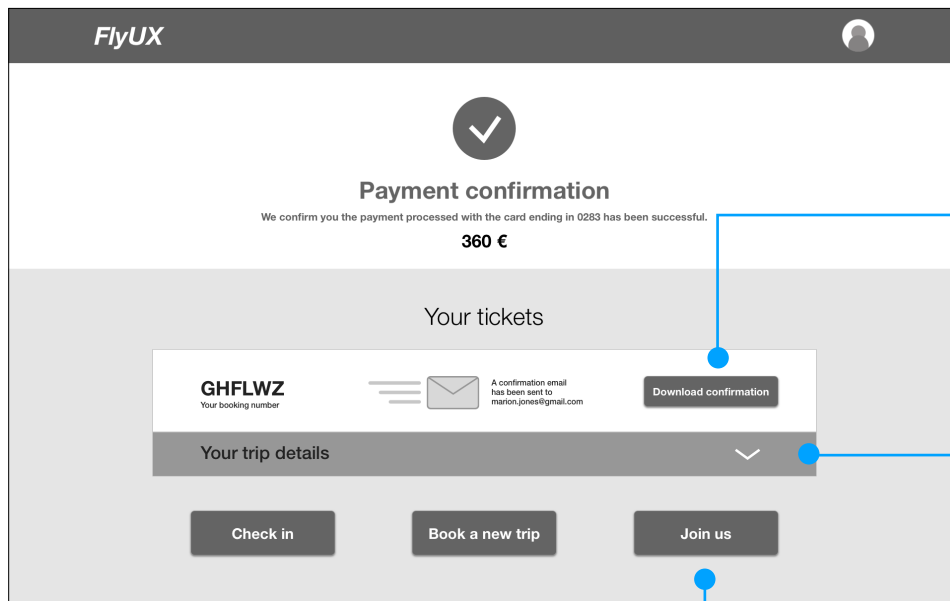 FlyUX
Payment confirmation
We confirm you the payment processed with the card ending in 0283 has been successful.
360 €
Your tickets
GHFLWZ
Your booking number
A confirmation email
has been sent to
marion.jones@gmail.com
Download confirmation
Your trip details
Check in
Book a new trip
Join us